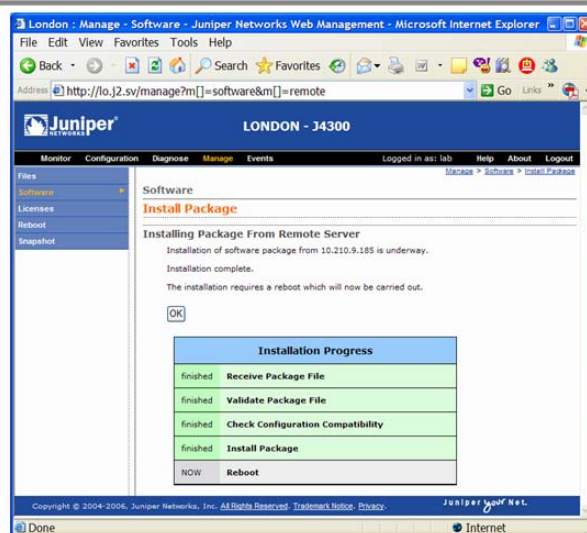 London : Manage - Software - Juniper Networks Web Management - Microsoft Internet Explorer
File Edit View Favorites Tools Help
Back Search Favorites
Address http://lo.j2.sv/manage?m[]=software&m[]=remote Go Links »
Juniper®
NETWORKS
LONDON - J4300
Monitor Configuration Diagnose Manage Events Logged in as: lab Help About Logout
Manage > Software > Install Package
Files
Software
Licenses
Reboot
Snapshot
Software
Install Package
Installing Package From Remote Server
Installation of software package from 10.210.9.185 is underway.
Installation complete.
The installation requires a reboot which will now be carried out.
OK
Installation Progress
finished Receive Package File
finished Validate Package File
finished Check Configuration Compatibility
finished Install Package
NOW Reboot
Copyright © 2004-2006, Juniper Networks, Inc. All Rights Reserved. Trademark Notice. Privacy.
Juniper your Net.
Done Internet